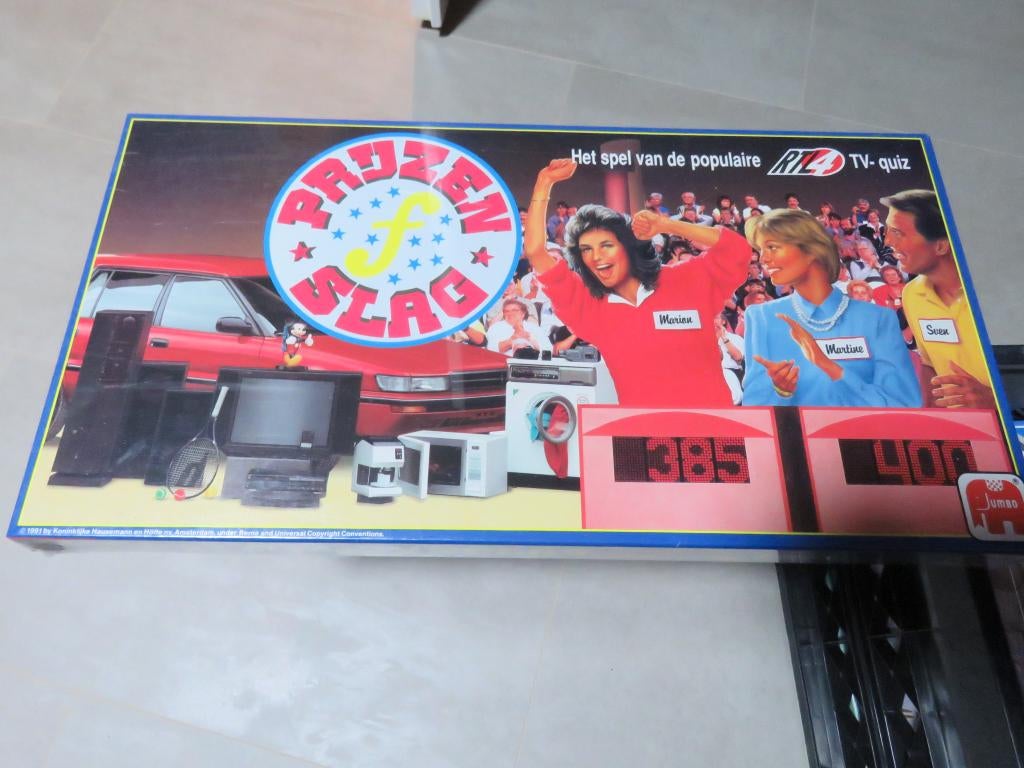 PRIJZEN
f
SLAG
Het spel van de populaire RTL4 TV- quiz
Marion
Martine
Sven
385
400
JUMBO
© 1991 by Koninklijke Hausemann en Hötte nv, Amsterdam, under Berne and Universal Copyright Conventions.